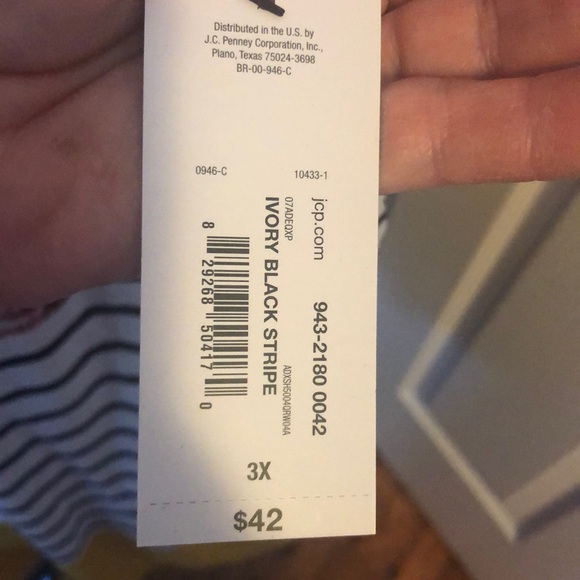 Distributed in the U.S. by
J.C. Penney Corporation, Inc.,
Plano, Texas 75024-3698
BR-00-946-C
0946-C
10433-1
jcp.com 943-2180 0042
07ADEQXP
IVORY BLACK STRIPE
8 29268 50417 0
3X
$42